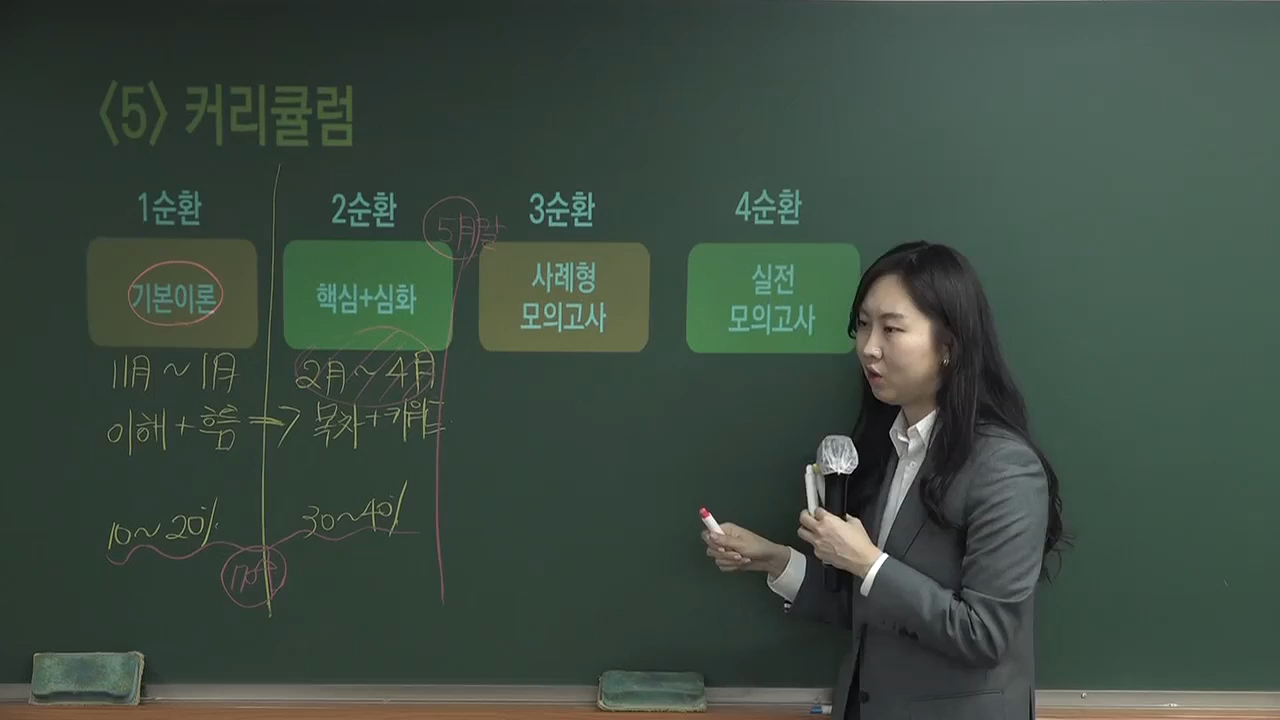 <5> 커리큘럼
1순환 2순환 3순환 4순환
5月말
기본이론 핵심+심화 사례형 모의고사 실전 모의고사
11月 ~ 1月 2月 ~ 4月
이해 + 흐름 → 목차 + 키워드
10~20% 30~40%